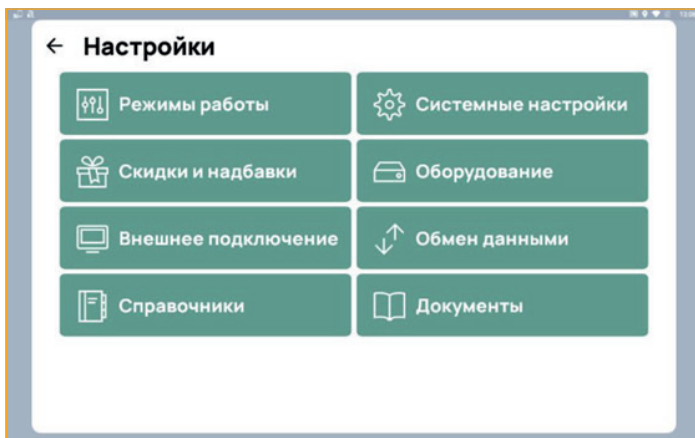 Настройки
Режимы работы
Системные настройки
Скидки и надбавки
Оборудование
Внешнее подключение
Обмен данными
Справочники
Документы